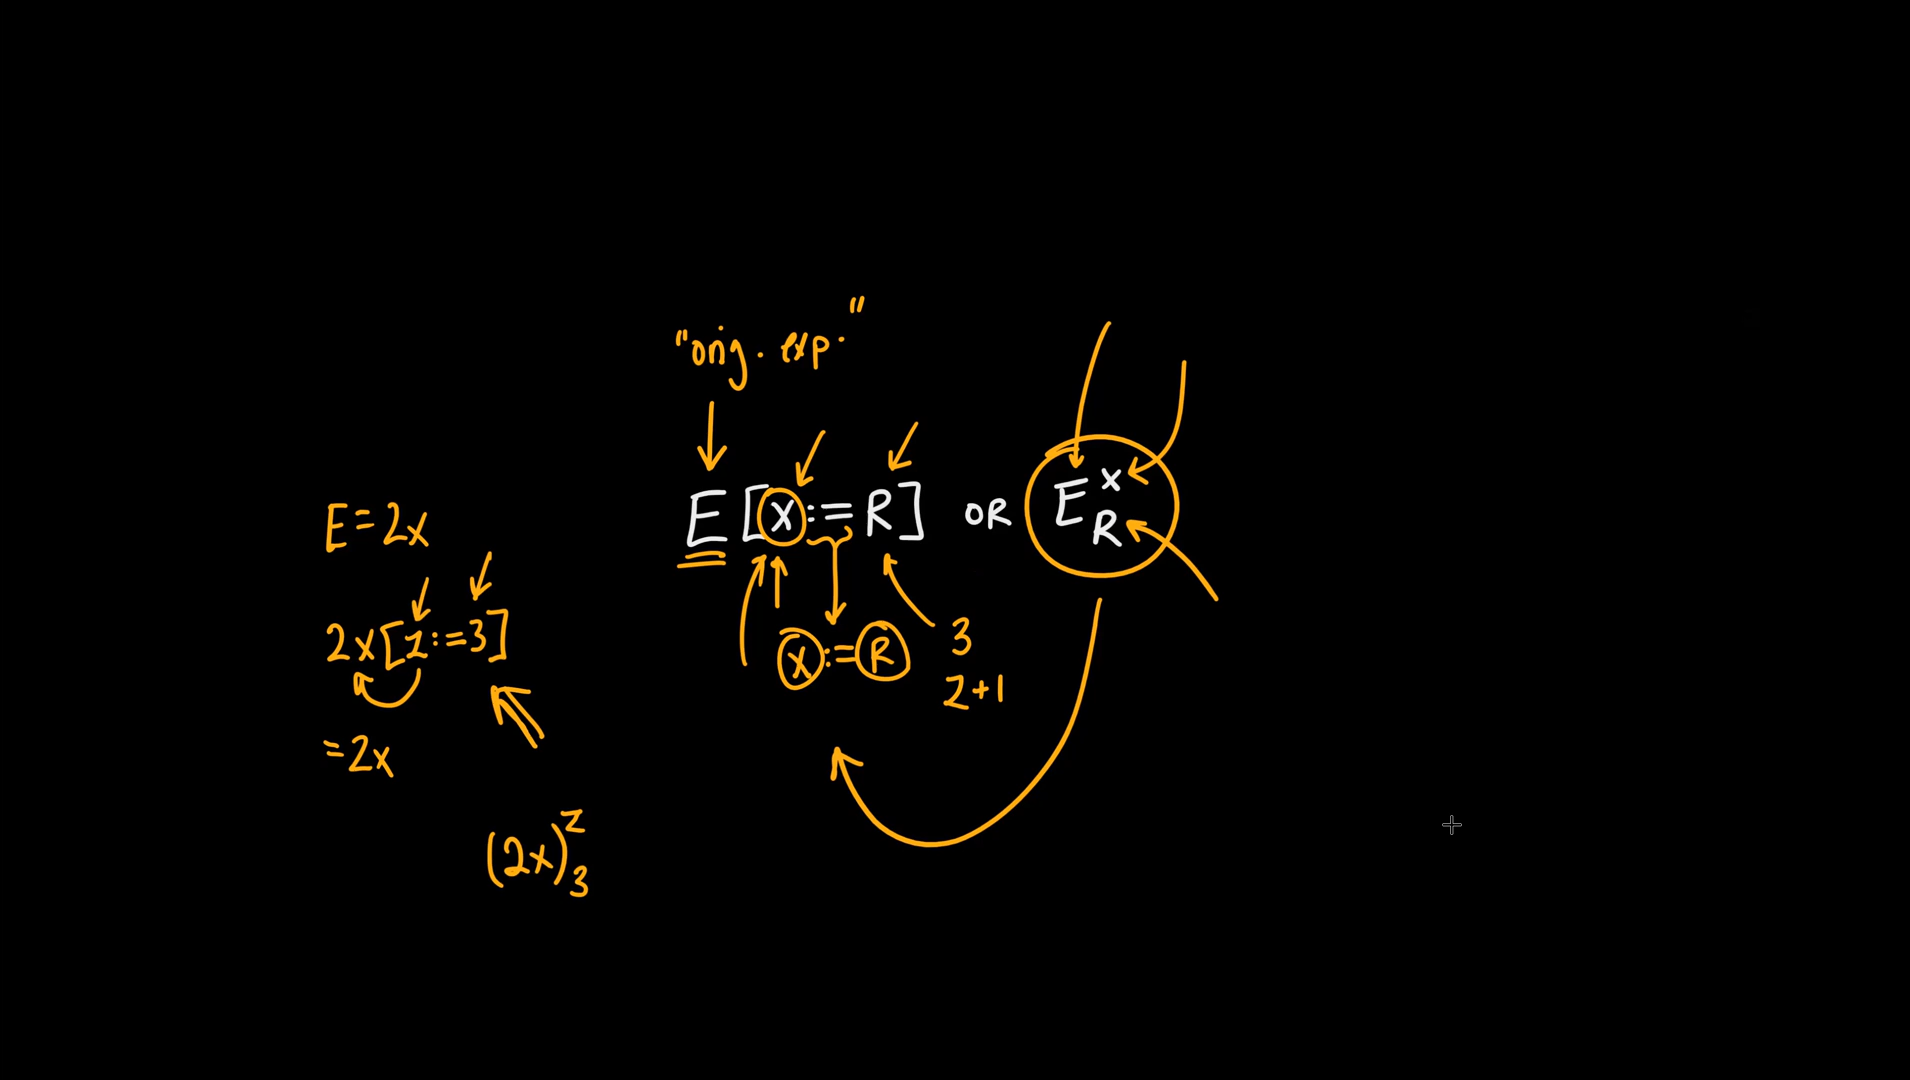 "orig. exp."
E [x := R] OR E^x_R
E = 2x
2x[z := 3]
x := R
3
2+1
= 2x
(2x)^z_3